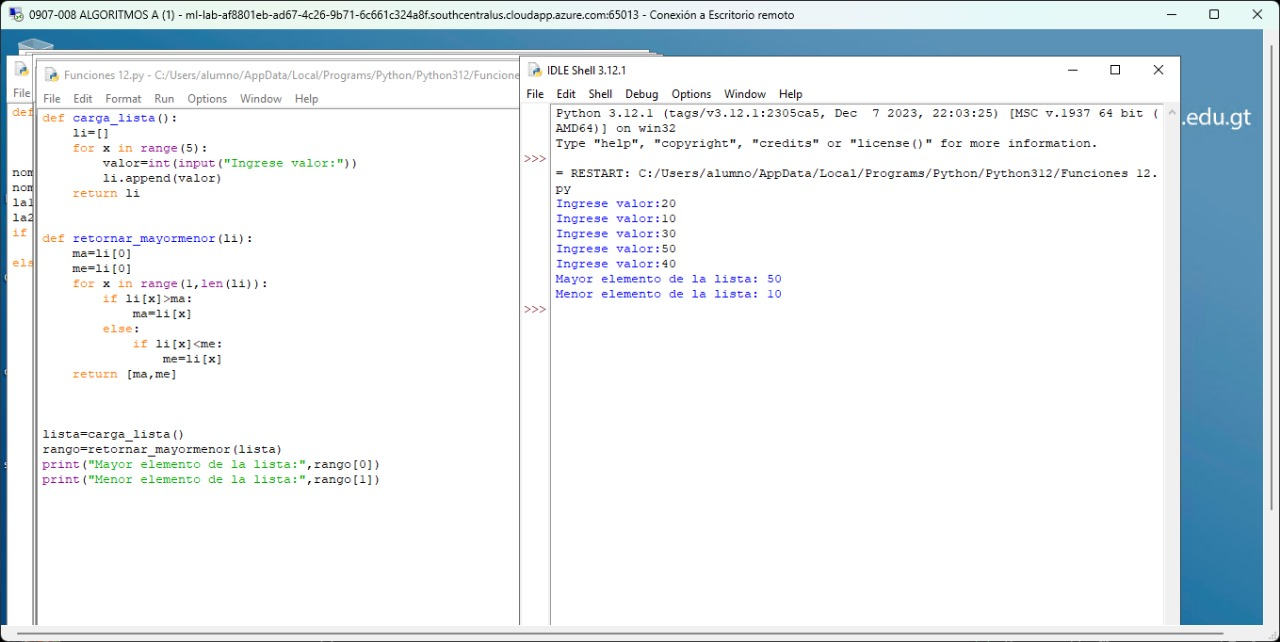 0907-008 ALGORITMOS A (1) - ml-lab-af8801eb-ad67-4c26-9b71-6c661c324a8f.southcentralus.cloudapp.azure.com:65013 - Conexión a Escritorio remoto
File
def
nom
nom
la1
la2
if
els
Funciones 12.py - C:/Users/alumno/AppData/Local/Programs/Python/Python312/Funcione
File Edit Format Run Options Window Help
def carga_lista():
    li=[]
    for x in range(5):
        valor=int(input("Ingrese valor:"))
        li.append(valor)
    return li
def retornar_mayormenor(li):
    ma=li[0]
    me=li[0]
    for x in range(1,len(li)):
        if li[x]>ma:
            ma=li[x]
        else:
            if li[x]<me:
                me=li[x]
    return [ma,me]
lista=carga_lista()
rango=retornar_mayormenor(lista)
print("Mayor elemento de la lista:",rango[0])
print("Menor elemento de la lista:",rango[1])
IDLE Shell 3.12.1
File Edit Shell Debug Options Window Help
Python 3.12.1 (tags/v3.12.1:2305ca5, Dec  7 2023, 22:03:25) [MSC v.1937 64 bit (
AMD64)] on win32
Type "help", "copyright", "credits" or "license()" for more information.
>>>
= RESTART: C:/Users/alumno/AppData/Local/Programs/Python/Python312/Funciones 12.
py
Ingrese valor:20
Ingrese valor:10
Ingrese valor:30
Ingrese valor:50
Ingrese valor:40
Mayor elemento de la lista: 50
Menor elemento de la lista: 10
>>>
.edu.gt